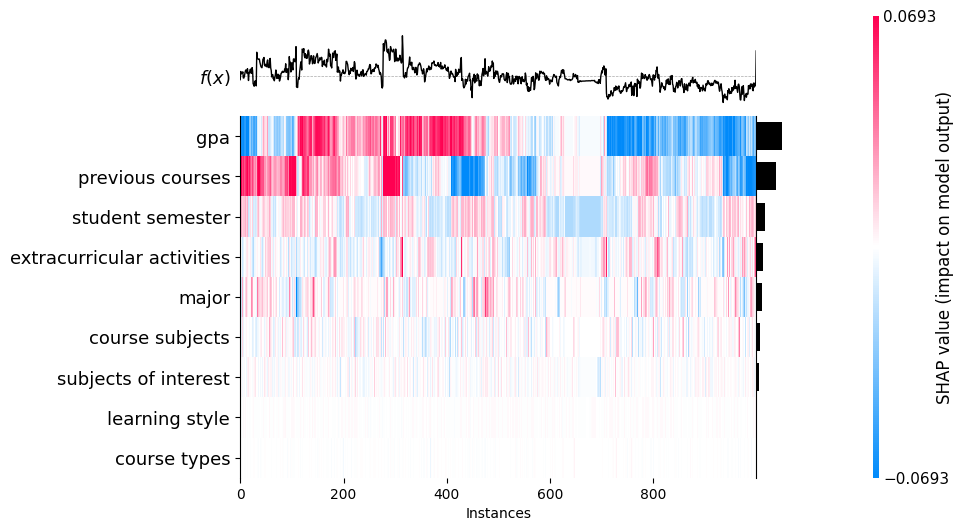 0.0693
f(x)
gpa
previous courses
student semester
extracurricular activities
major
course subjects
subjects of interest
learning style
course types
0 200 400 600 800
Instances
−0.0693
SHAP value (impact on model output)